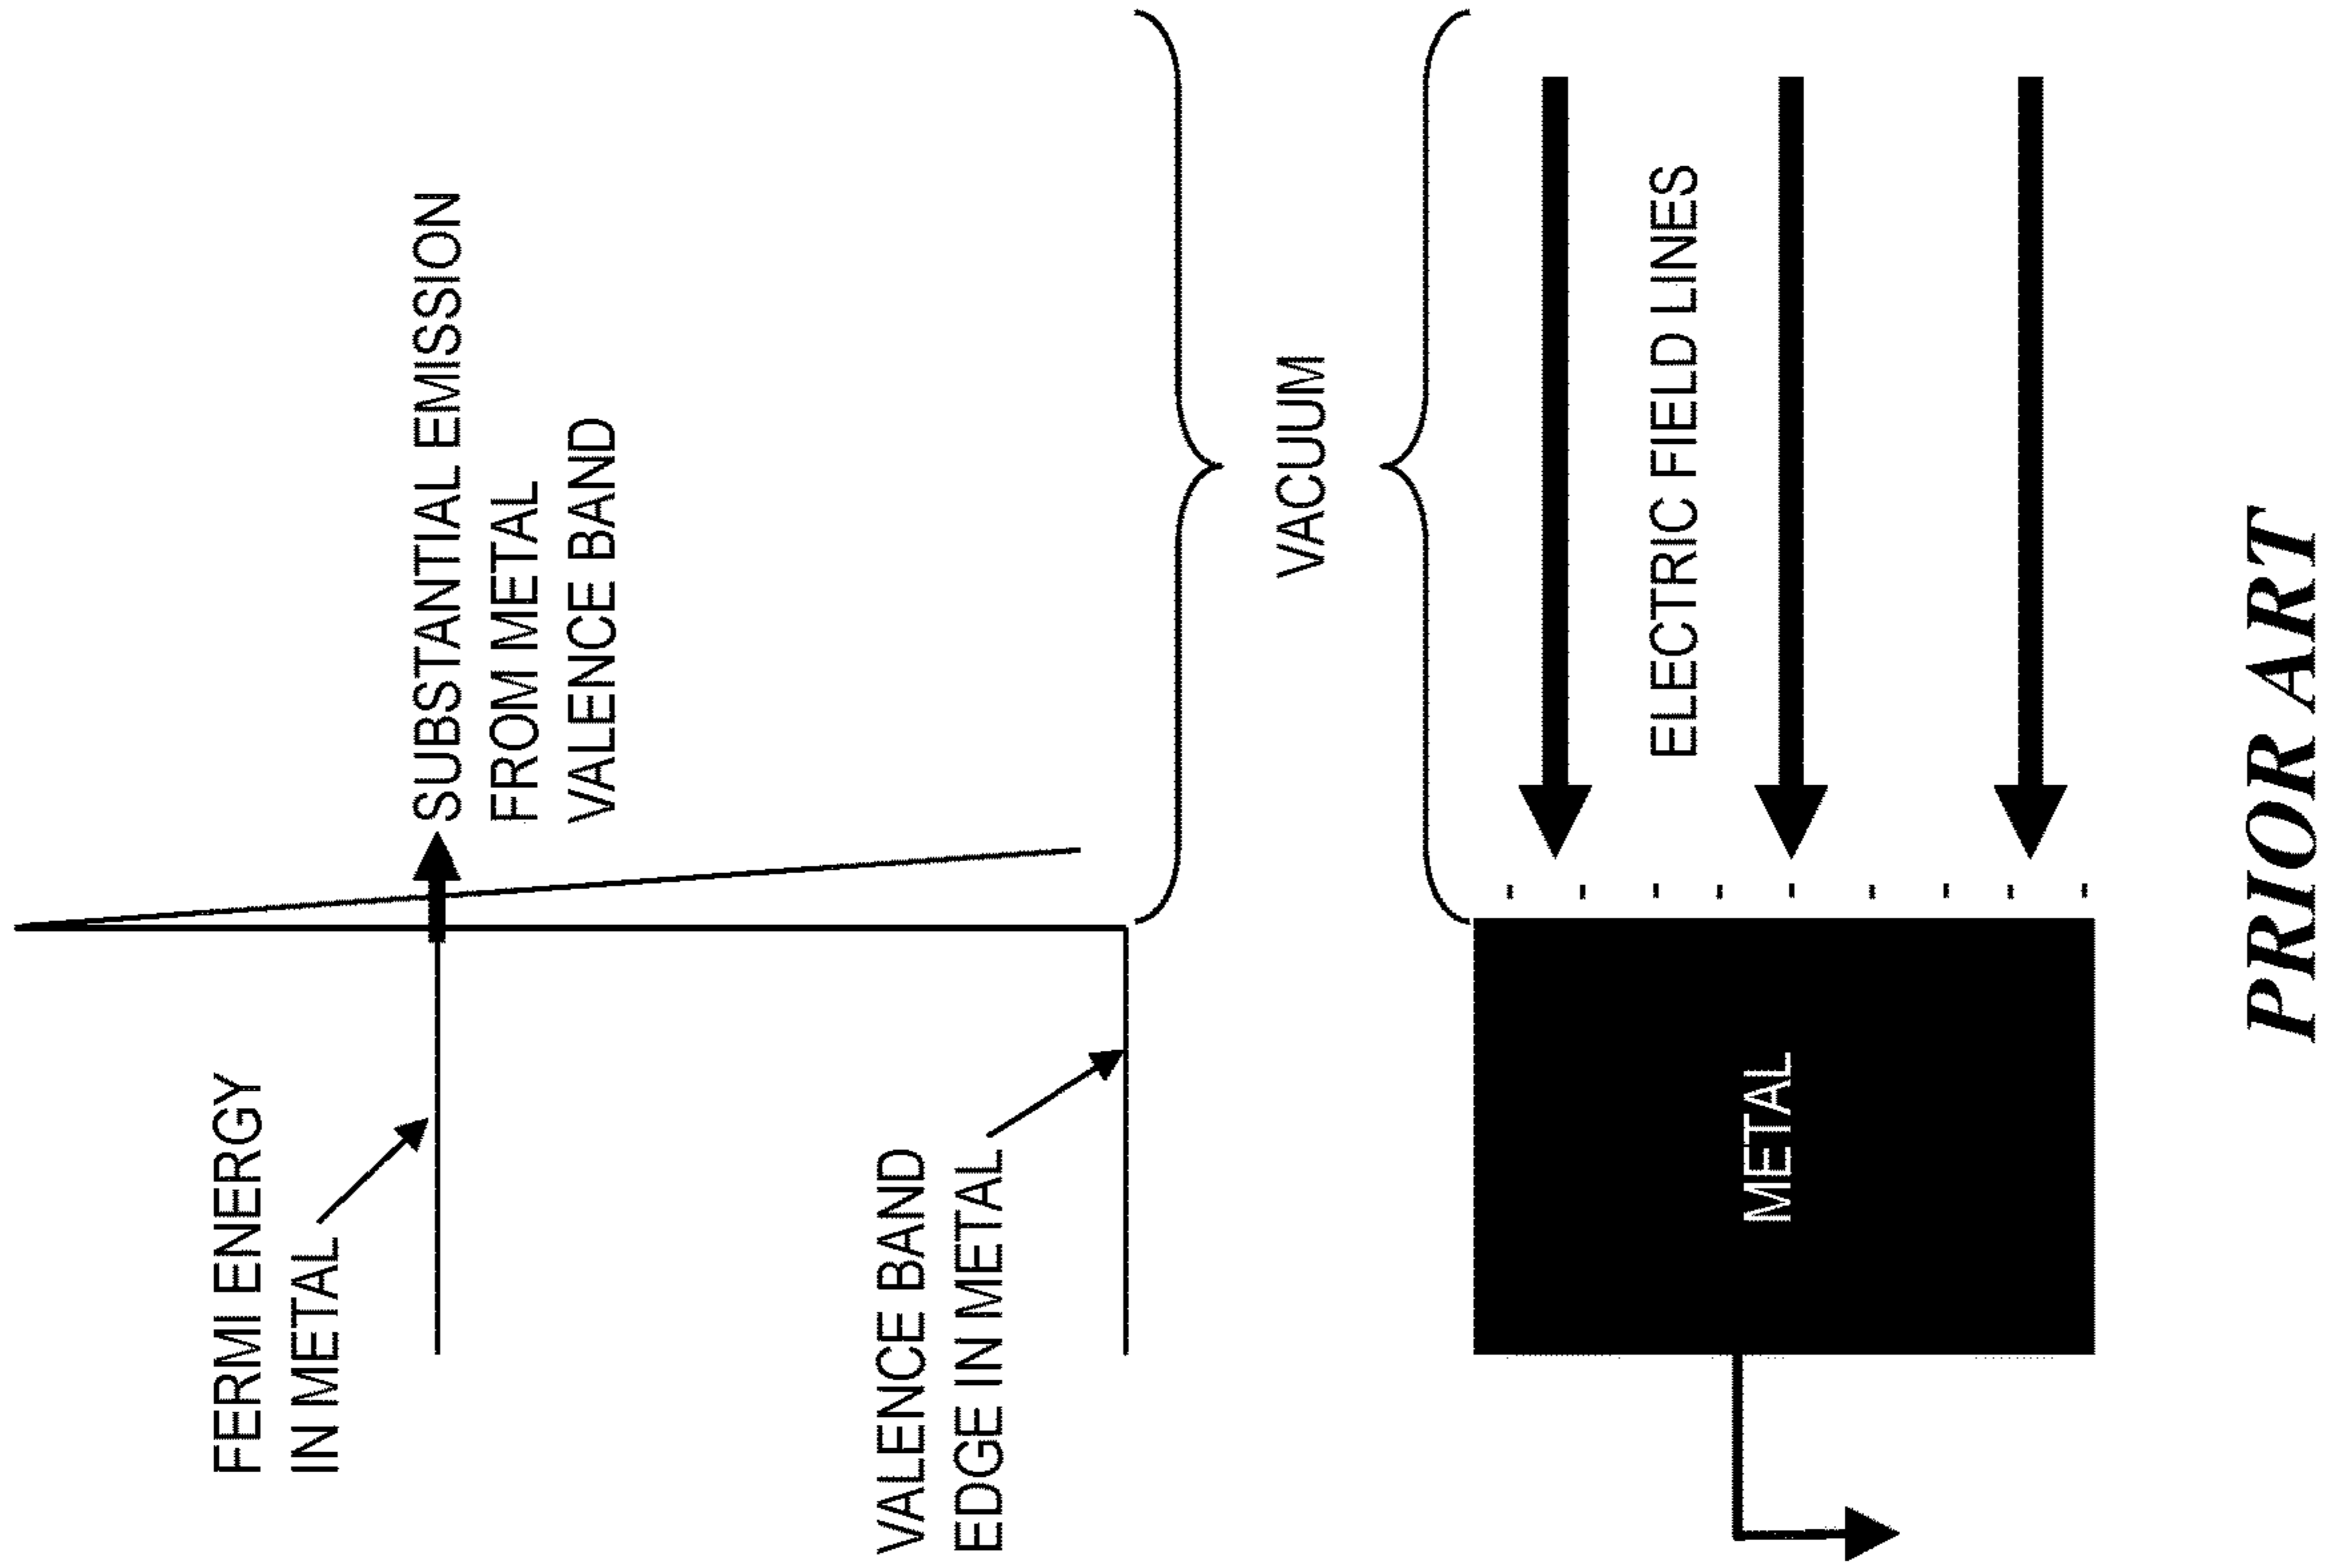 FERMI ENERGY
IN METAL
SUBSTANTIAL EMISSION
FROM METAL
VALENCE BAND
VALENCE BAND
EDGE IN METAL
VACUUM
ELECTRIC FIELD LINES
METAL
PRIOR ART